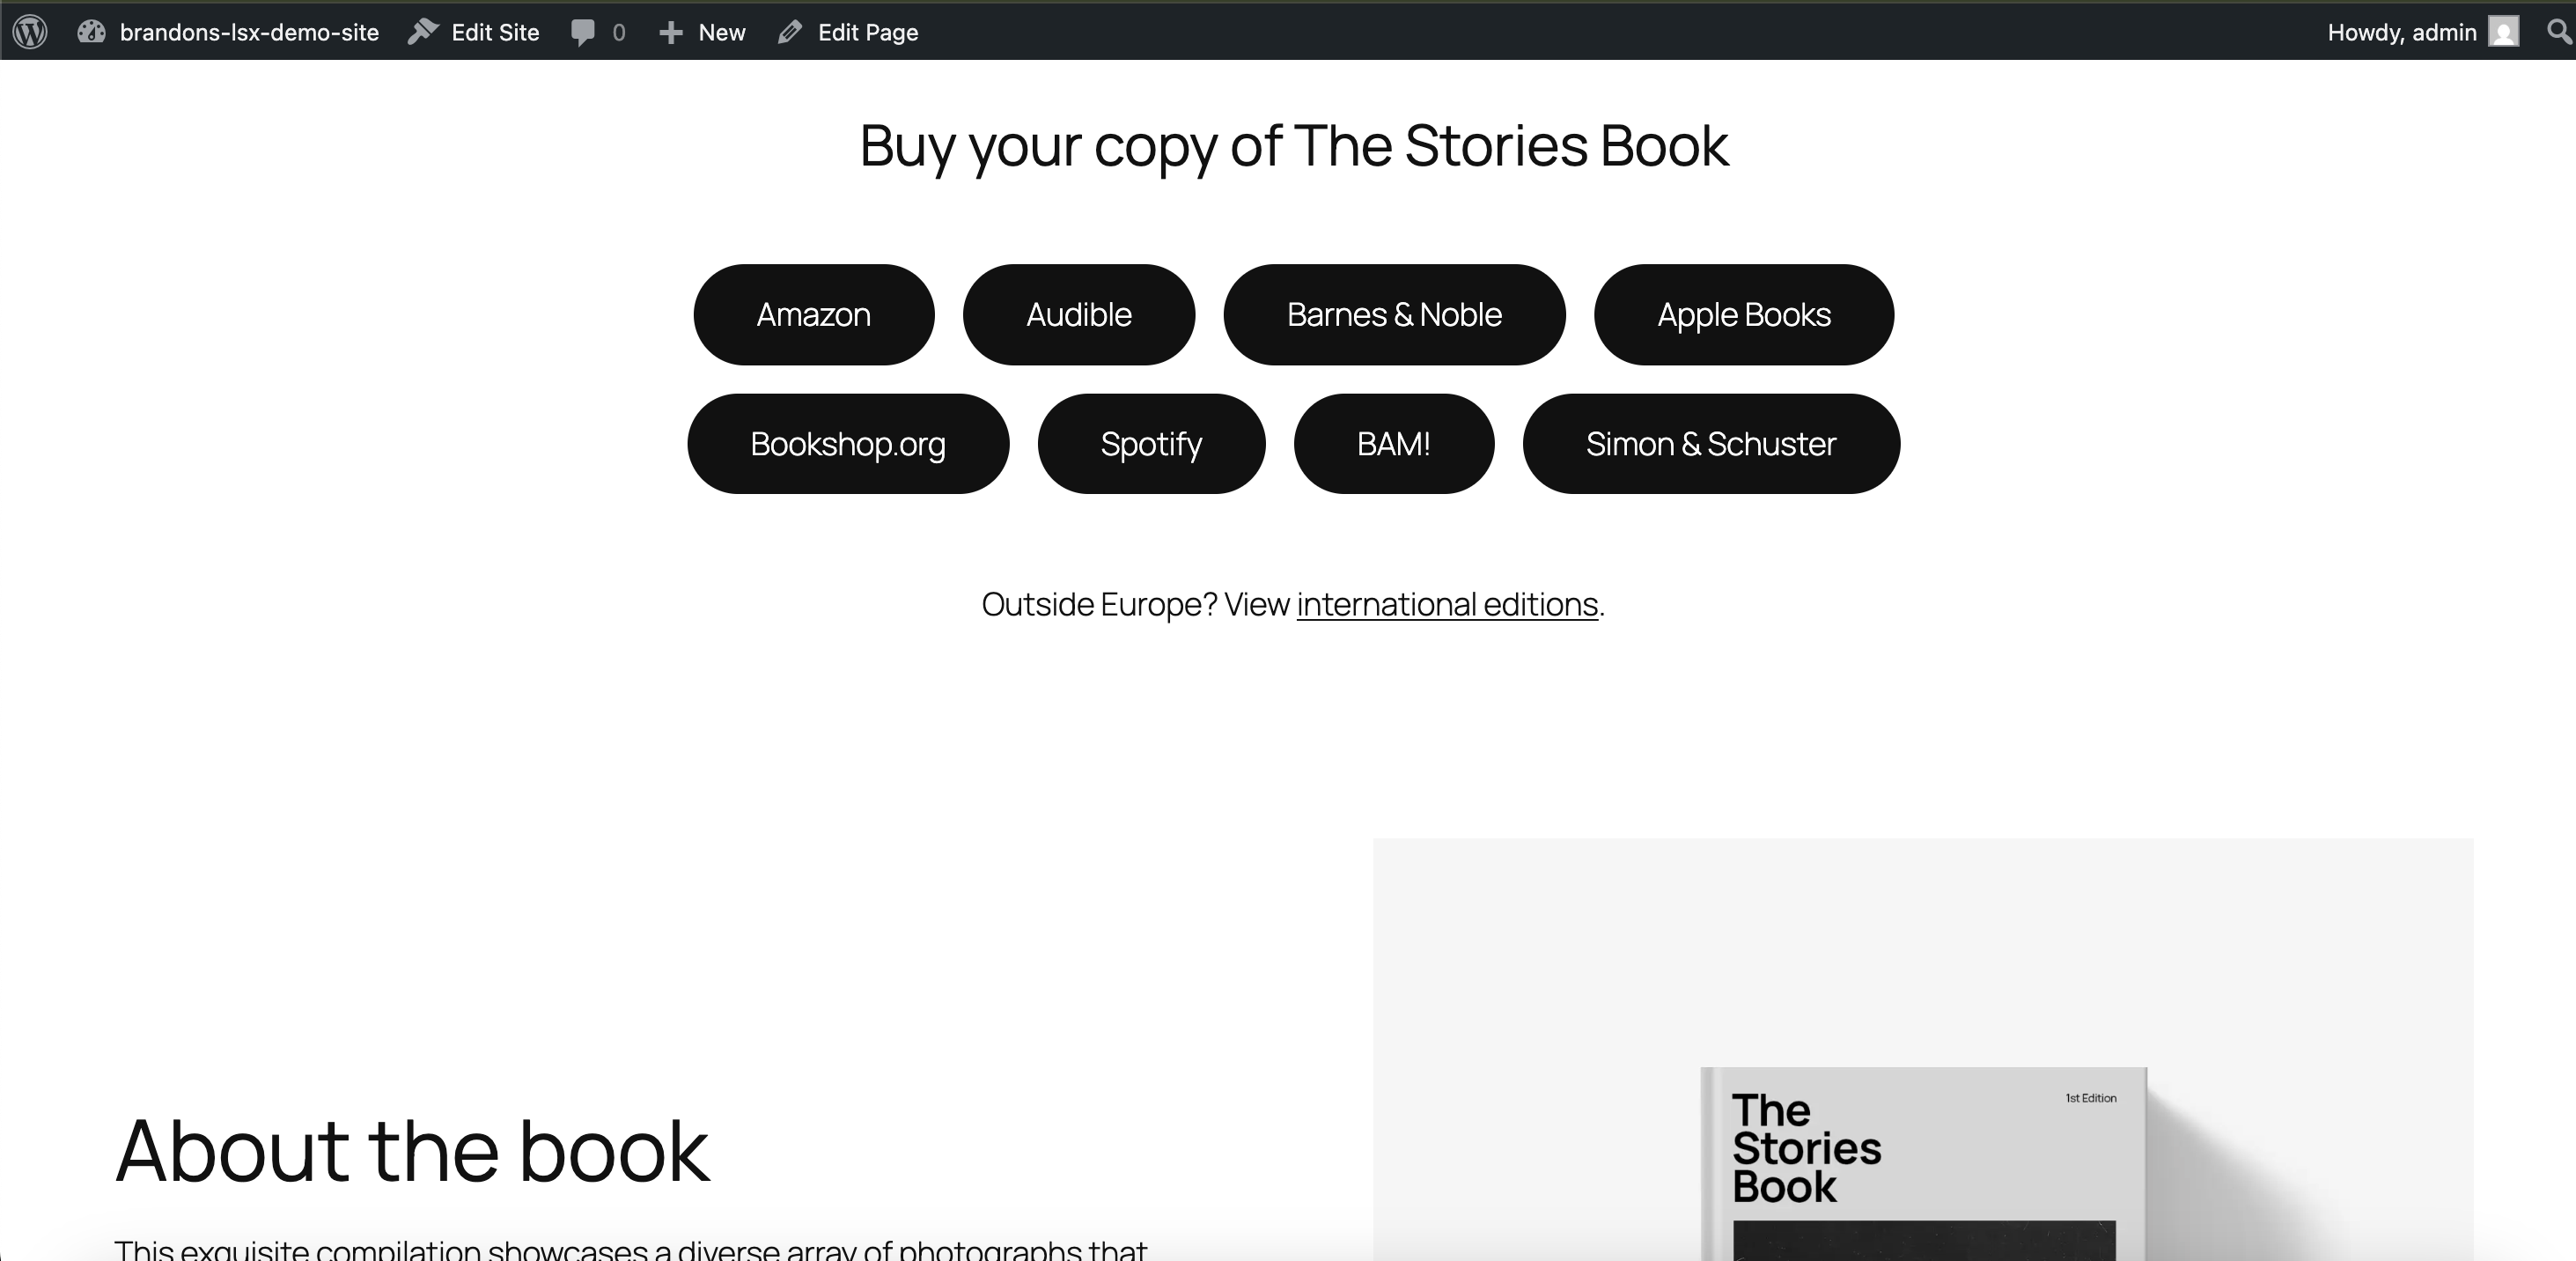 brandons-lsx-demo-site Edit Site 0 New Edit Page Howdy, admin
Buy your copy of The Stories Book
Amazon Audible Barnes & Noble Apple Books
Bookshop.org Spotify BAM! Simon & Schuster
Outside Europe? View international editions.
About the book
This exquisite compilation showcases a diverse array of photographs that
The
Stories
Book
1st Edition